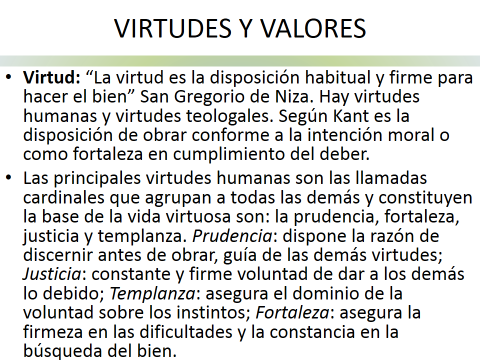 VIRTUDES Y VALORES
• Virtud: “La virtud es la disposición habitual y firme para
hacer el bien” San Gregorio de Niza. Hay virtudes
humanas y virtudes teologales. Según Kant es la
disposición de obrar conforme a la intención moral o
como fortaleza en cumplimiento del deber.
• Las principales virtudes humanas son las llamadas
cardinales que agrupan a todas las demás y constituyen
la base de la vida virtuosa son: la prudencia, fortaleza,
justicia y templanza. Prudencia: dispone la razón de
discernir antes de obrar, guía de las demás virtudes;
Justicia: constante y firme voluntad de dar a los demás
lo debido; Templanza: asegura el dominio de la
voluntad sobre los instintos; Fortaleza: asegura la
firmeza en las dificultades y la constancia en la
búsqueda del bien.